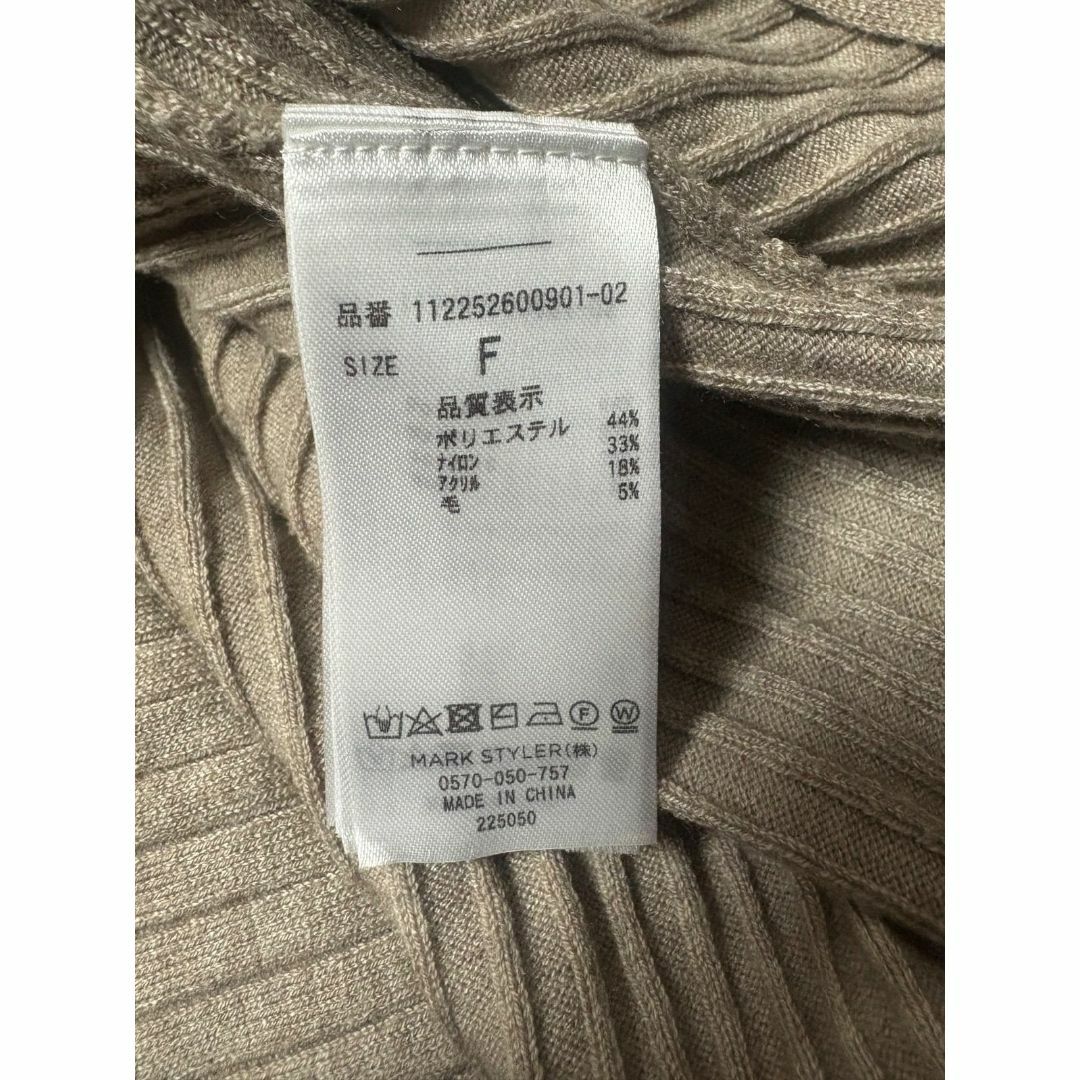 品番 112252600901-02
SIZE F
品質表示
ポリエステル 44%
ナイロン 33%
アクリル 18%
毛 5%
F W
MARK STYLER(株)
0570-050-757
MADE IN CHINA
225050